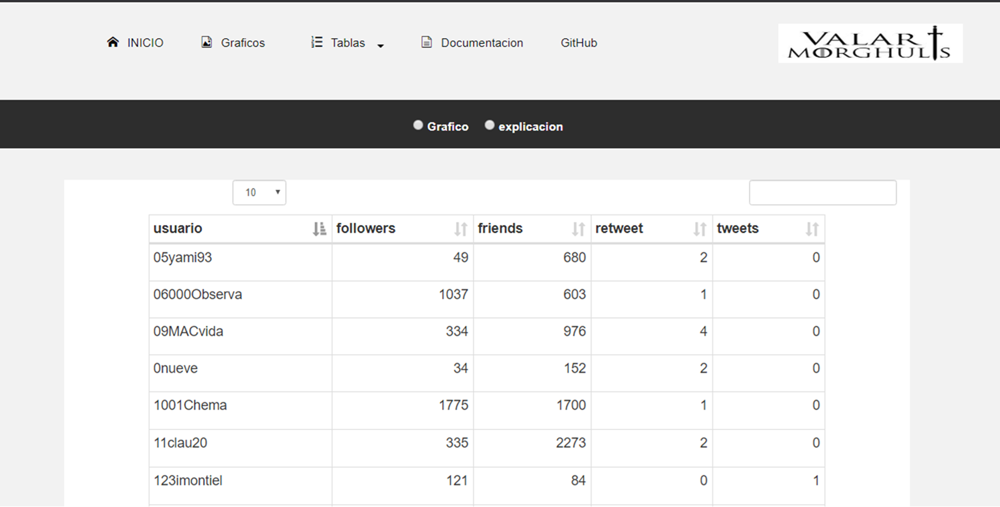 INICIO Graficos Tablas Documentacion GitHub
VALAR
MORGHULIS
Grafico explicacion
10
usuario followers friends retweet tweets
05yami93 49 680 2 0
06000Observa 1037 603 1 0
09MACvida 334 976 4 0
0nueve 34 152 2 0
1001Chema 1775 1700 1 0
11clau20 335 2273 2 0
123imontiel 121 84 0 1